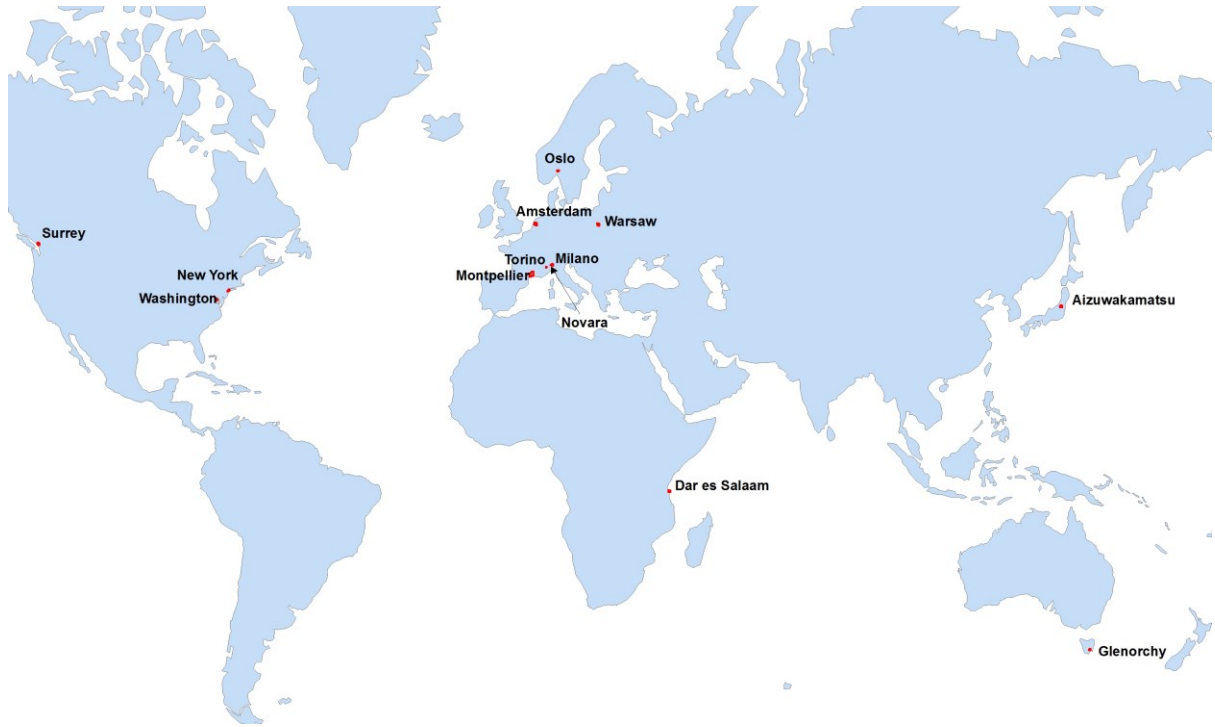 Oslo
Amsterdam
Warsaw
Surrey
Torino
Milano
Montpellier
New York
Washington
Aizuwakamatsu
Novara
Dar es Salaam
Glenorchy